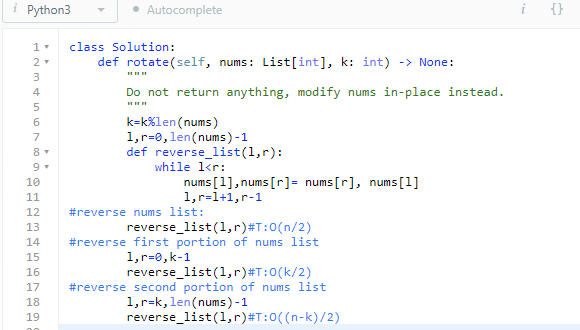 i Python3 Autocomplete i {}
1 class Solution:
2 def rotate(self, nums: List[int], k: int) -> None:
3 """
4 Do not return anything, modify nums in-place instead.
5 """
6 k=k%len(nums)
7 l,r=0,len(nums)-1
8 def reverse_list(l,r):
9 while l<r:
10 nums[l],nums[r]= nums[r], nums[l]
11 l,r=l+1,r-1
12 #reverse nums list:
13 reverse_list(l,r)#T:O(n/2)
14 #reverse first portion of nums list
15 l,r=0,k-1
16 reverse_list(l,r)#T:O(k/2)
17 #reverse second portion of nums list
18 l,r=k,len(nums)-1
19 reverse_list(l,r)#T:O((n-k)/2)